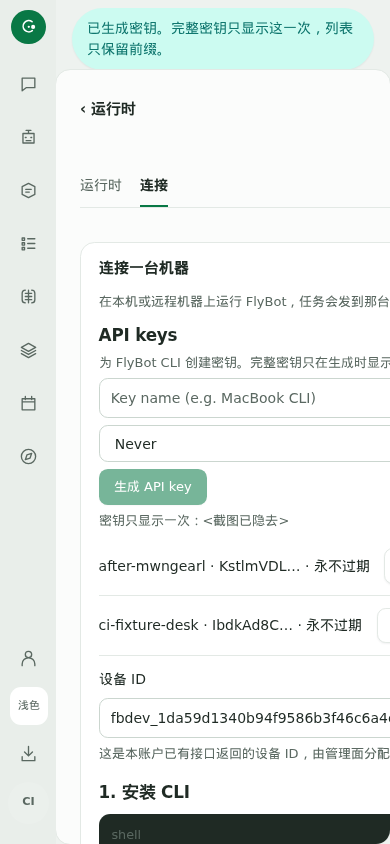 已生成密钥。完整密钥只显示这一次，列表
只保留前缀。
‹ 运行时
运行时 连接
连接一台机器
在本机或远程机器上运行 FlyBot，任务会发到那台
API keys
为 FlyBot CLI 创建密钥。完整密钥只在生成时显示
Key name (e.g. MacBook CLI)
Never
生成 API key
密钥只显示一次：<截图已隐去>
after-mwngearl · KstlmVDL... · 永不过期
ci-fixture-desk · IbdkAd8C... · 永不过期
设备 ID
fbdev_1da59d1340b94f9586b3f46c6a4
这是本账户已有接口返回的设备 ID，由管理面分配
1. 安装 CLI
shell
浅色
CI